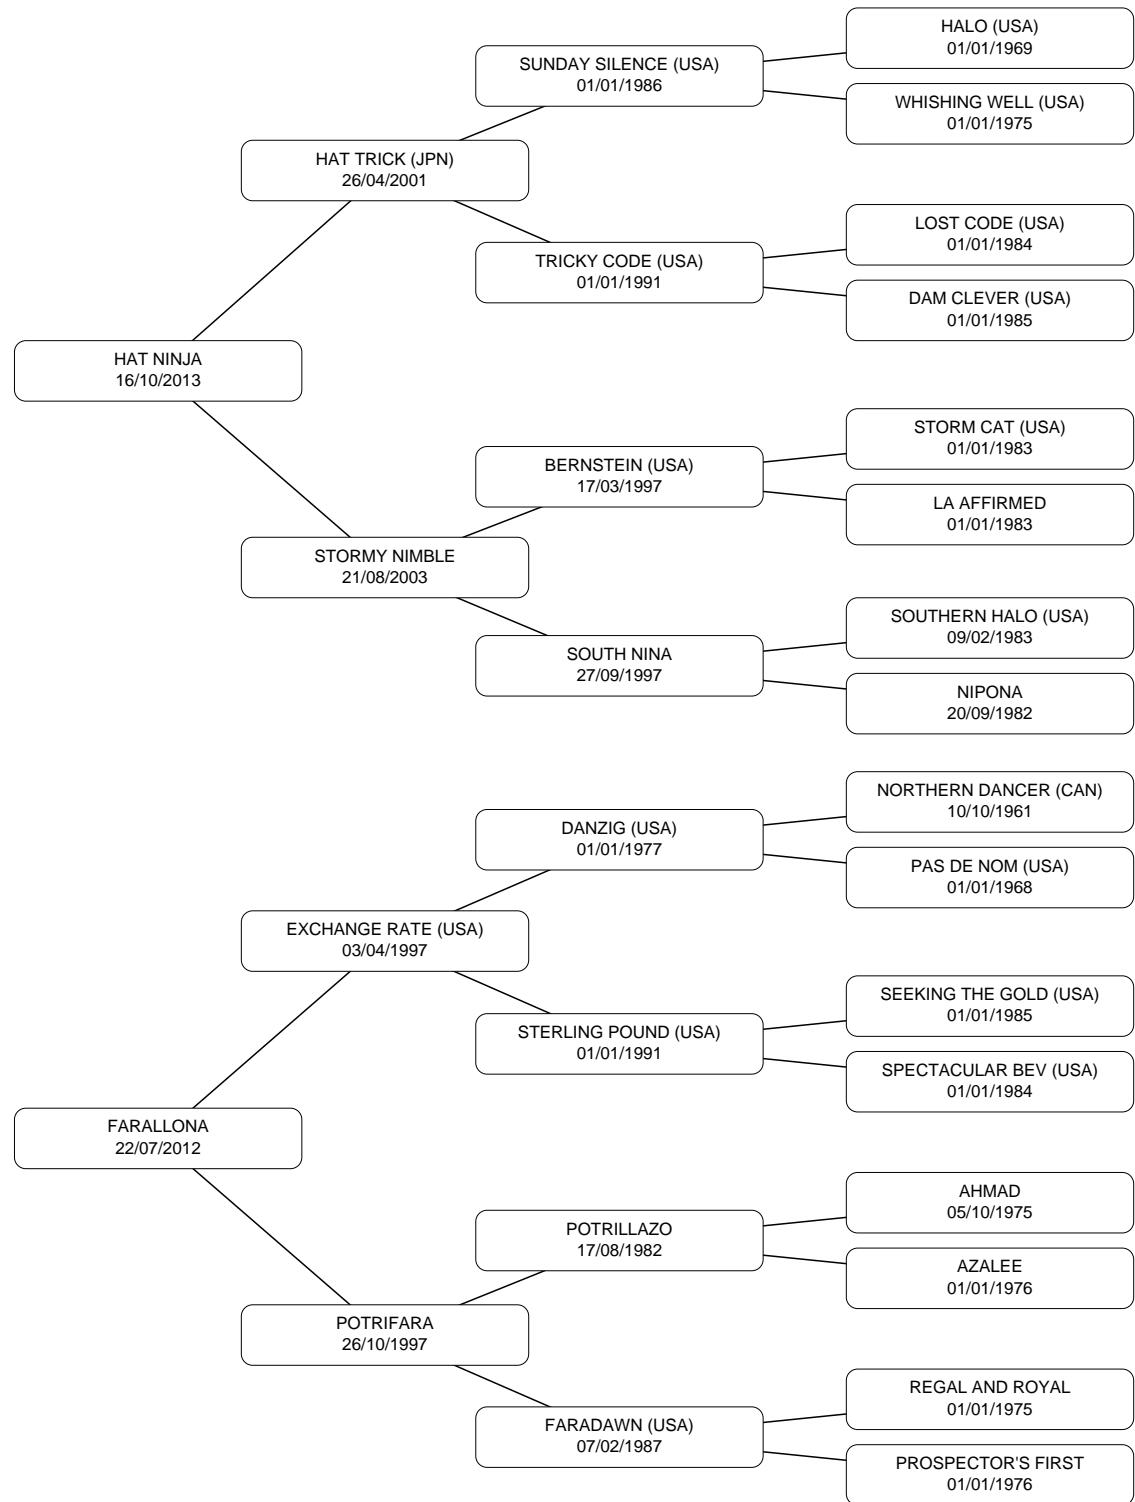 HALO (USA)
01/01/1969
SUNDAY SILENCE (USA)
01/01/1986
WHISHING WELL (USA)
01/01/1975
HAT TRICK (JPN)
26/04/2001
LOST CODE (USA)
01/01/1984
TRICKY CODE (USA)
01/01/1991
DAM CLEVER (USA)
01/01/1985
HAT NINJA
16/10/2013
STORM CAT (USA)
01/01/1983
BERNSTEIN (USA)
17/03/1997
LA AFFIRMED
01/01/1983
STORMY NIMBLE
21/08/2003
SOUTHERN HALO (USA)
09/02/1983
SOUTH NINA
27/09/1997
NIPONA
20/09/1982
NORTHERN DANCER (CAN)
10/10/1961
DANZIG (USA)
01/01/1977
PAS DE NOM (USA)
01/01/1968
EXCHANGE RATE (USA)
03/04/1997
SEEKING THE GOLD (USA)
01/01/1985
STERLING POUND (USA)
01/01/1991
SPECTACULAR BEV (USA)
01/01/1984
FARALLONA
22/07/2012
AHMAD
05/10/1975
POTRILLAZO
17/08/1982
AZALEE
01/01/1976
POTRIFARA
26/10/1997
REGAL AND ROYAL
01/01/1975
FARADAWN (USA)
07/02/1987
PROSPECTOR'S FIRST
01/01/1976